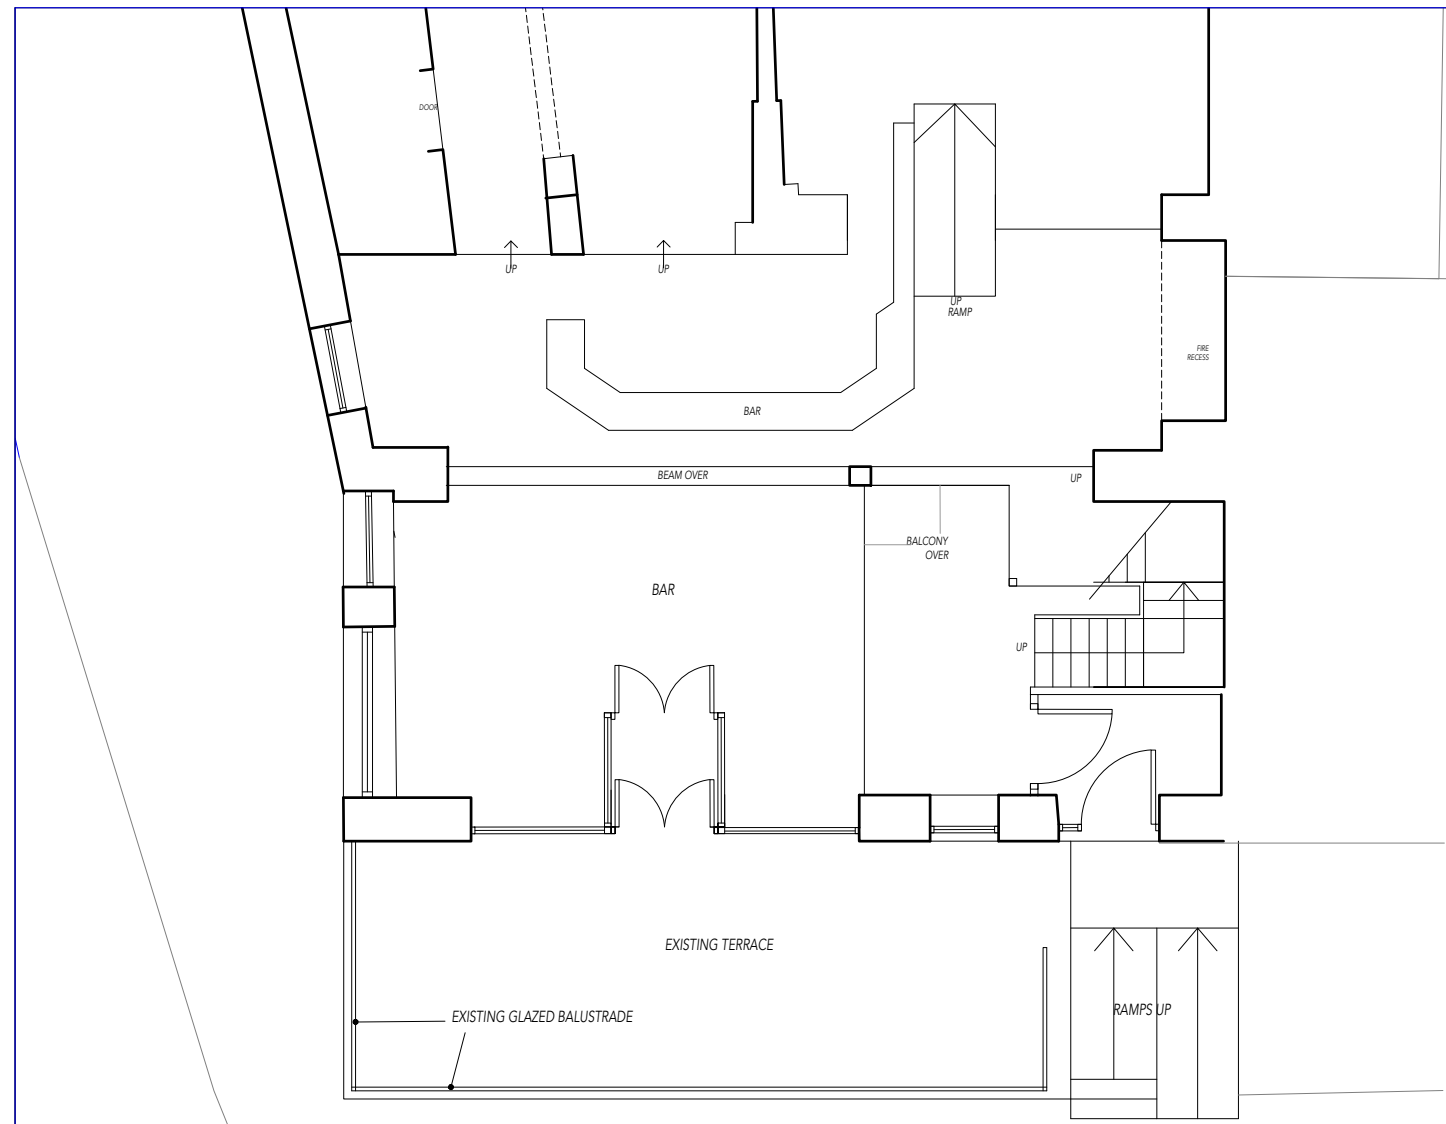 DOOR
UP
UP
UP
RAMP
FIRE
RECESS
BAR
BEAM OVER
UP
BALCONY
OVER
BAR
UP
EXISTING TERRACE
RAMPS UP
EXISTING GLAZED BALUSTRADE